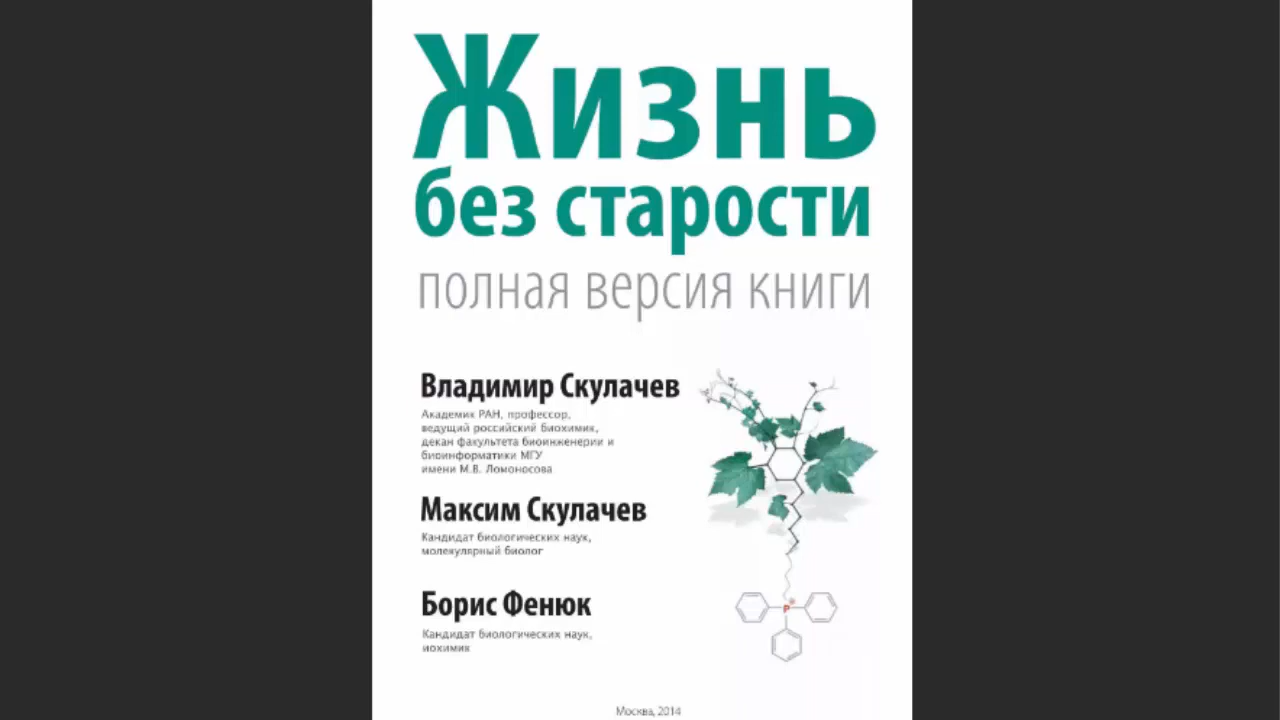 Жизнь
без старости
полная версия книги
Владимир Скулачев
Академик РАН, профессор,
ведущий российский биохимик,
декан факультета биоинженерии и
биоинформатики МГУ
имени М.В. Ломоносова
Максим Скулачев
Кандидат биологических наук,
молекулярный биолог
Борис Фенюк
Кандидат биологических наук,
иохимик
P
Москва, 2014